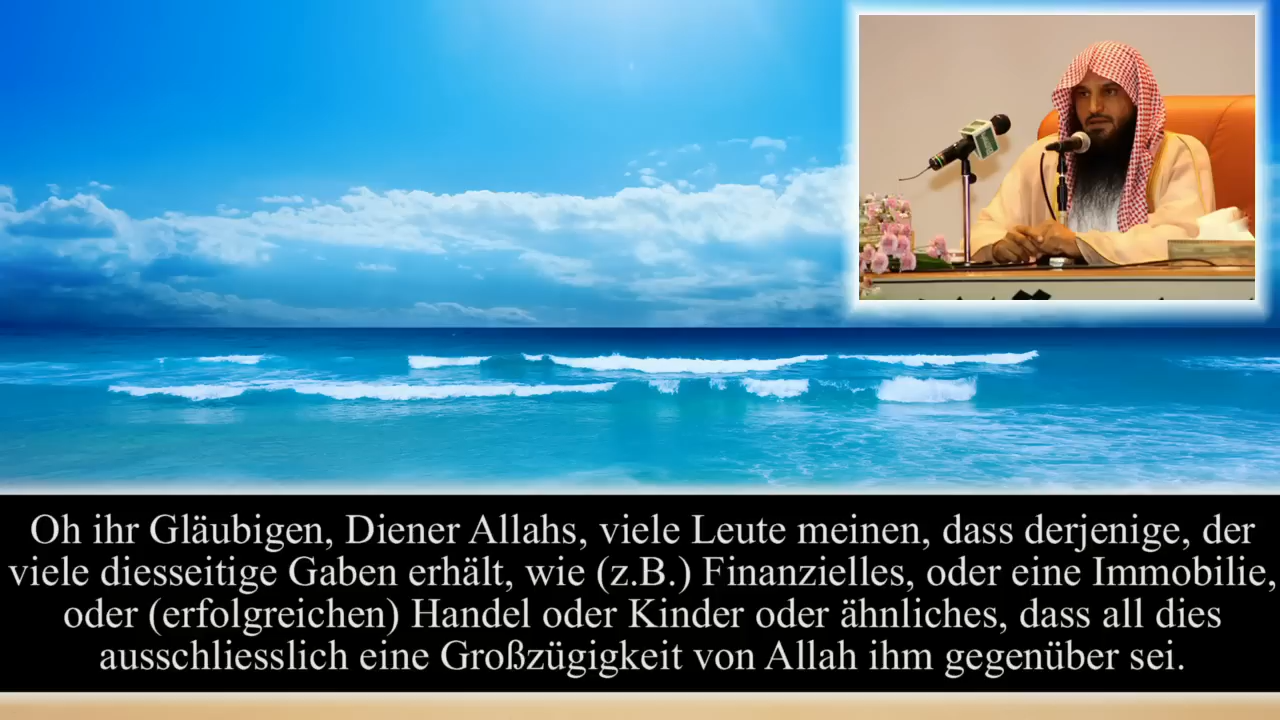 Oh ihr Gläubigen, Diener Allahs, viele Leute meinen, dass derjenige, der
viele diesseitige Gaben erhält, wie (z.B.) Finanzielles, oder eine Immobilie,
oder (erfolgreichen) Handel oder Kinder oder ähnliches, dass all dies
ausschliesslich eine Großzügigkeit von Allah ihm gegenüber sei.